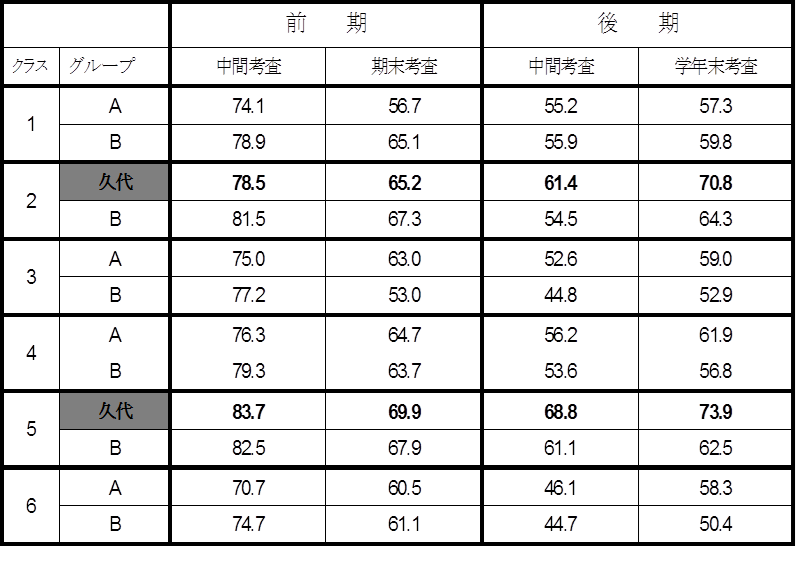 前 期 後 期
クラス グループ 中間考査 期末考査 中間考査 学年末考査
1 A 74.1 56.7 55.2 57.3
B 78.9 65.1 55.9 59.8
2 久代 78.5 65.2 61.4 70.8
B 81.5 67.3 54.5 64.3
3 A 75.0 63.0 52.6 59.0
B 77.2 53.0 44.8 52.9
4 A 76.3 64.7 56.2 61.9
B 79.3 63.7 53.6 56.8
5 久代 83.7 69.9 68.8 73.9
B 82.5 67.9 61.1 62.5
6 A 70.7 60.5 46.1 58.3
B 74.7 61.1 44.7 50.4